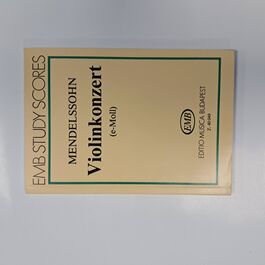 EMB STUDY SCORES
MENDELSSOHN
Violinkonzert
(e-Moll)
EMB
EDITIO MUSICA BUDAPEST